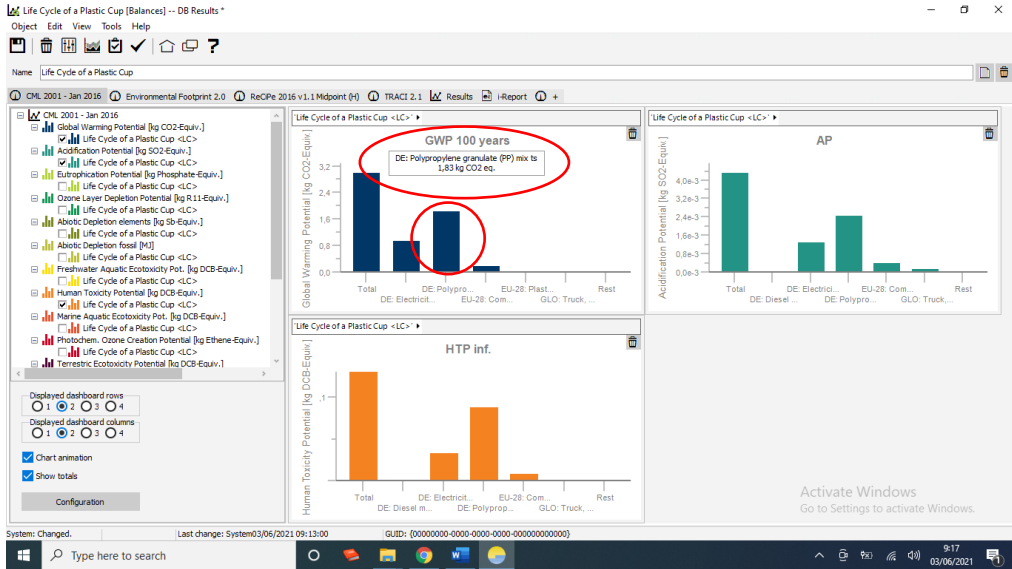 Life Cycle of a Plastic Cup [Balances] -- DB Results *
Object Edit View Tools Help
Name Life Cycle of a Plastic Cup
CML 2001 - Jan 2016 Environmental Footprint 2.0 ReCiPe 2016 v1.1 Midpoint (H) TRACI 2.1 Results i-Report +
CML 2001 - Jan 2016
Global Warming Potential [kg CO2-Equiv.]
Life Cycle of a Plastic Cup <LC>
Acidification Potential [kg SO2-Equiv.]
Life Cycle of a Plastic Cup <LC>
Eutrophication Potential [kg Phosphate-Equiv.]
Life Cycle of a Plastic Cup <LC>
Ozone Layer Depletion Potential [kg R11-Equiv.]
Life Cycle of a Plastic Cup <LC>
Abiotic Depletion elements [kg Sb-Equiv.]
Life Cycle of a Plastic Cup <LC>
Abiotic Depletion fossil [MJ]
Life Cycle of a Plastic Cup <LC>
Freshwater Aquatic Ecotoxicity Pot. [kg DCB-Equiv.]
Life Cycle of a Plastic Cup <LC>
Human Toxicity Potential [kg DCB-Equiv.]
Life Cycle of a Plastic Cup <LC>
Marine Aquatic Ecotoxicity Pot. [kg DCB-Equiv.]
Life Cycle of a Plastic Cup <LC>
Photochem. Ozone Creation Potential [kg Ethene-Equiv.]
Life Cycle of a Plastic Cup <LC>
Terrestric Ecotoxicity Potential [kg DCB-Equiv.]
Displayed dashboard rows
1 2 3 4
Displayed dashboard columns
1 2 3 4
Chart animation
Show totals
Configuration
'Life Cycle of a Plastic Cup <LC>'
GWP 100 years
DE: Polypropylene granulate (PP) mix ts
1,83 kg CO2 eq.
Global Warming Potential [kg CO2-Equiv.]
3,2
2,4
1,6
0,8
0,0
Total DE: Polypro... EU-28: Plast... Rest
DE: Electricit... EU-28: Com... GLO: Truck, ...
'Life Cycle of a Plastic Cup <LC>'
AP
Acidification Potential [kg SO2-Equiv.]
4,0e-3
3,2e-3
2,4e-3
1,6e-3
0,8e-3
0,0e-3
Total DE: Electrici... EU-28: Com... Rest
DE: Diesel ... DE: Polypro... GLO: Truck,...
'Life Cycle of a Plastic Cup <LC>'
HTP inf.
Human Toxicity Potential [kg DCB-Equiv.]
,1
Total DE: Electricit... EU-28: Com... Rest
DE: Diesel m... DE: Polyprop... GLO: Truck, ...
Activate Windows
Go to Settings to activate Windows.
System: Changed. Last change: System03/06/2021 09:13:00 GUID: {00000000-0000-0000-0000-000000000000}
Type here to search
9:17
03/06/2021
1